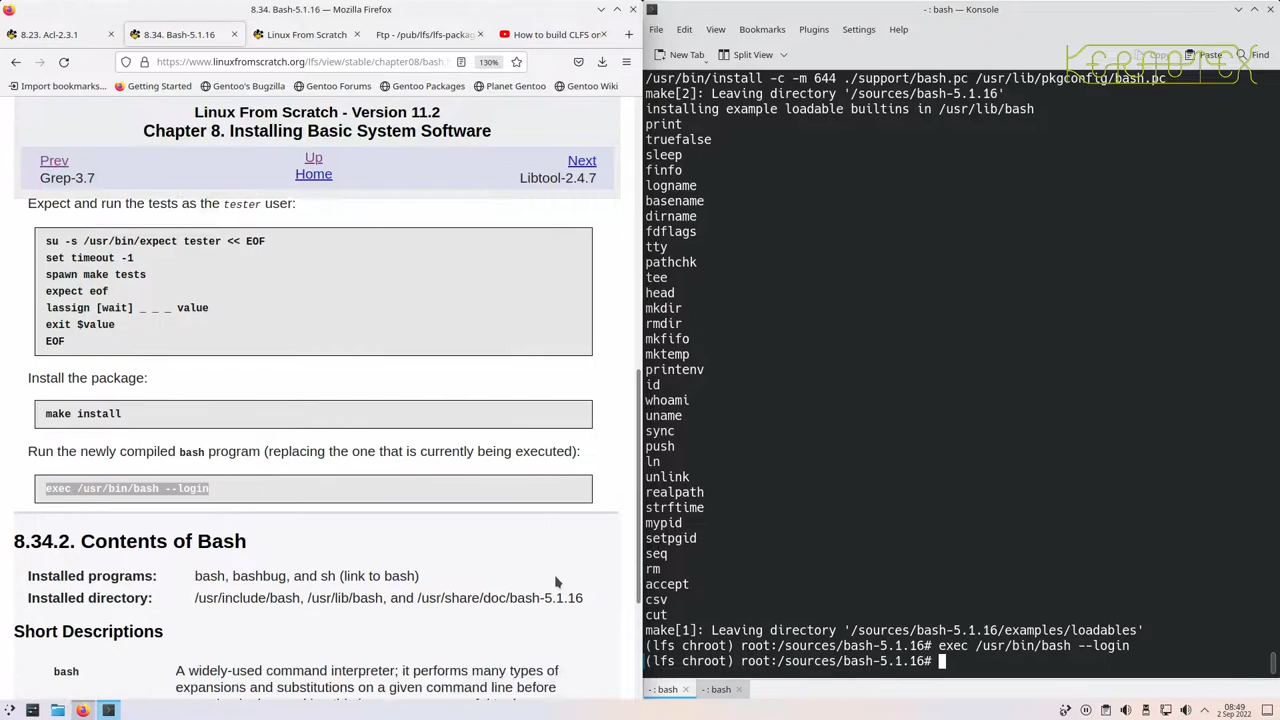 8.34. Bash-5.1.16 — Mozilla Firefox
8.23. Acl-2.3.1
8.34. Bash-5.1.16
Linux From Scratch
Ftp - /pub/lfs/lfs-packag
How to build CLFS on
https://www.linuxfromscratch.org/lfs/view/stable/chapter08/bash.
130%
Import bookmarks...
Getting Started
Gentoo's Bugzilla
Gentoo Forums
Gentoo Packages
Planet Gentoo
Gentoo Wiki
Linux From Scratch - Version 11.2
Chapter 8. Installing Basic System Software
Prev
Up
Next
Grep-3.7
Home
Libtool-2.4.7
Expect and run the tests as the tester user:
su -s /usr/bin/expect tester << EOF
set timeout -1
spawn make tests
expect eof
lassign [wait] _ _ _ value
exit $value
EOF
Install the package:
make install
Run the newly compiled bash program (replacing the one that is currently being executed):
exec /usr/bin/bash --login
8.34.2. Contents of Bash
Installed programs: bash, bashbug, and sh (link to bash)
Installed directory: /usr/include/bash, /usr/lib/bash, and /usr/share/doc/bash-5.1.16
Short Descriptions
bash A widely-used command interpreter; it performs many types of
expansions and substitutions on a given command line before
- : bash — Konsole
File Edit View Bookmarks Plugins Settings Help
New Tab Split View Copy Paste Find
KERNOTEX
/usr/bin/install -c -m 644 ./support/bash.pc /usr/lib/pkgconfig/bash.pc
make[2]: Leaving directory '/sources/bash-5.1.16'
installing example loadable builtins in /usr/lib/bash
print
truefalse
sleep
finfo
logname
basename
dirname
fdflags
tty
pathchk
tee
head
mkdir
rmdir
mkfifo
mktemp
printenv
id
whoami
uname
sync
push
ln
unlink
realpath
strftime
mypid
setpgid
seq
rm
accept
csv
cut
make[1]: Leaving directory '/sources/bash-5.1.16/examples/loadables'
(lfs chroot) root:/sources/bash-5.1.16# exec /usr/bin/bash --login
(lfs chroot) root:/sources/bash-5.1.16#
- : bash
- : bash
08:49
2 Sep 2022